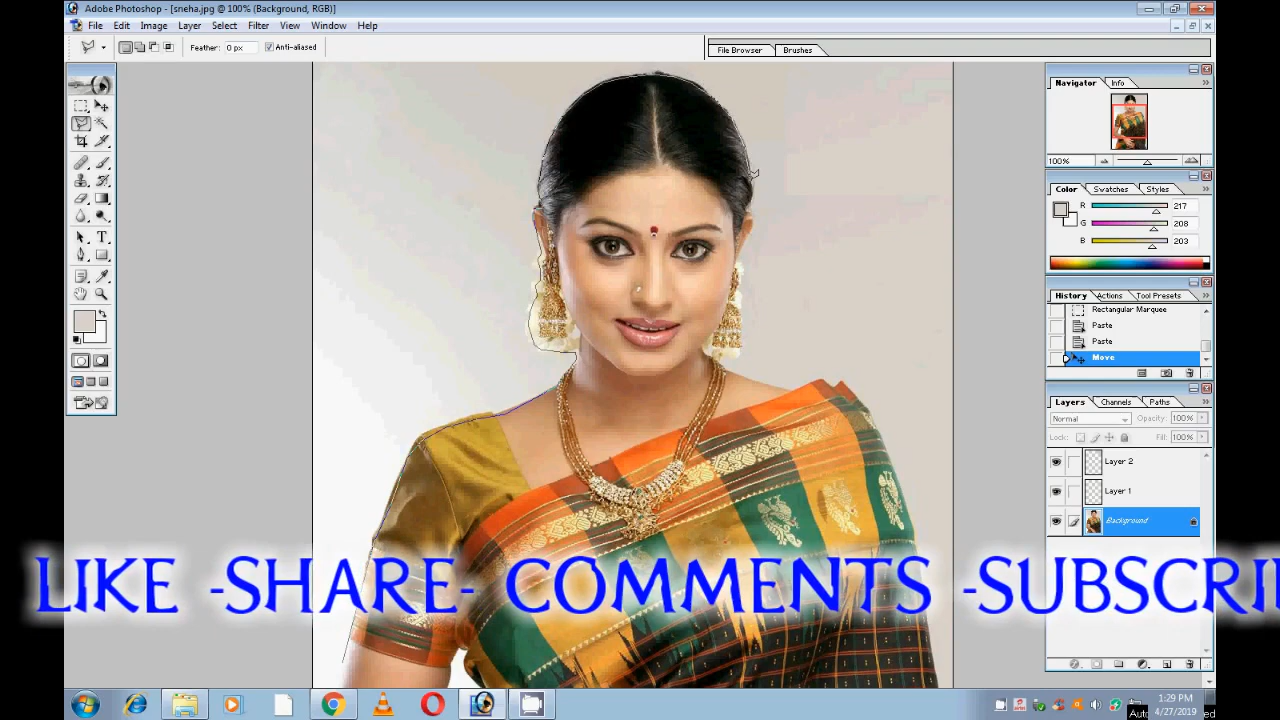 Adobe Photoshop - [sneha.jpg @ 100% (Background, RGB)]
File Edit Image Layer Select Filter View Window Help
Feather: 0 px Anti-aliased
File Browser Brushes
Navigator Info
100%
Color Swatches Styles
R 217
G 208
B 203
History Actions Tool Presets
Rectangular Marquee
Paste
Paste
Move
Layers Channels Paths
Normal Opacity: 100%
Lock: Fill: 100%
Layer 2
Layer 1
Background
LIKE -SHARE- COMMENTS -SUBSCRI
1:29 PM
4/27/2019